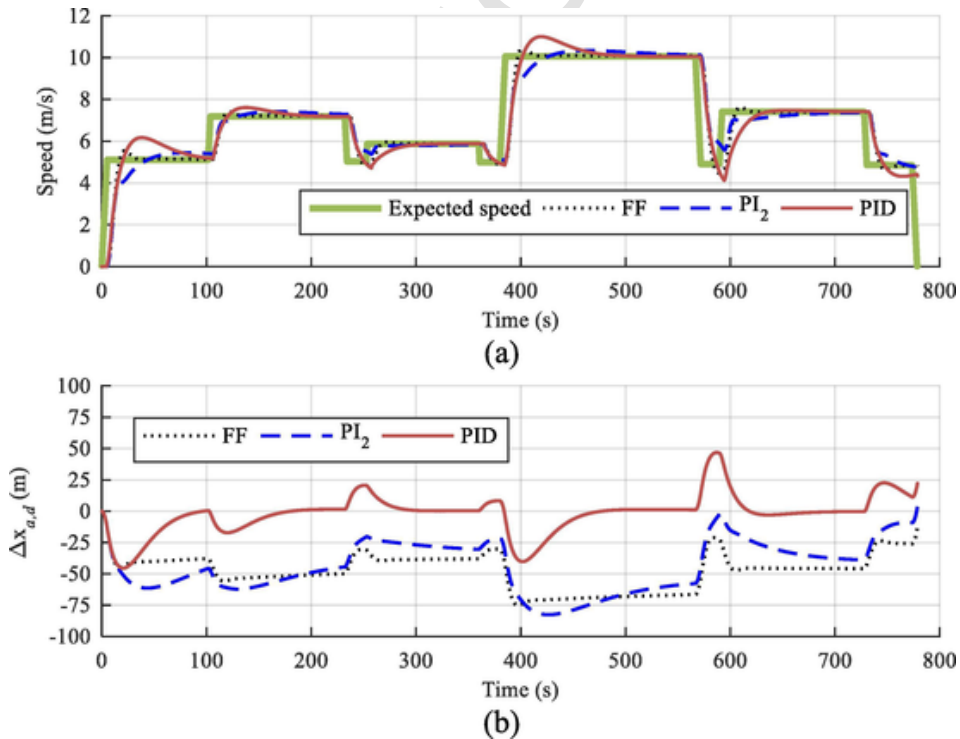 12
10
8
6
4
2
0
Speed (m/s)
Expected speed FF PI2 PID
0 100 200 300 400 500 600 700 800
Time (s)
(a)
100
75
50
25
0
-25
-50
-75
-100
Δx a,d (m)
FF PI2 PID
0 100 200 300 400 500 600 700 800
Time (s)
(b)